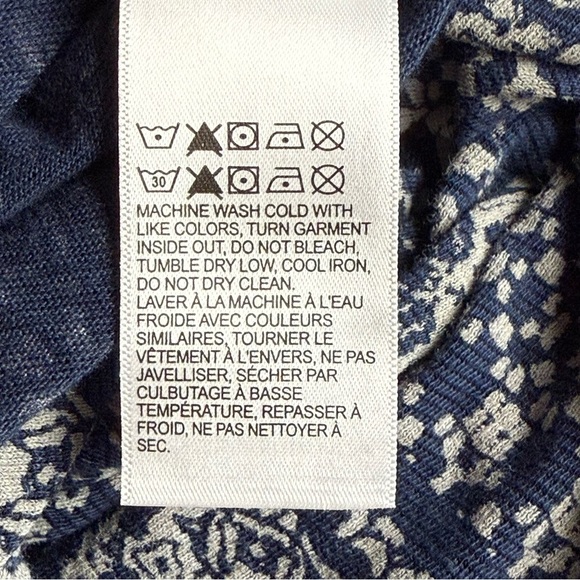 30
MACHINE WASH COLD WITH
LIKE COLORS, TURN GARMENT
INSIDE OUT, DO NOT BLEACH,
TUMBLE DRY LOW, COOL IRON,
DO NOT DRY CLEAN.
LAVER À LA MACHINE À L'EAU
FROIDE AVEC COULEURS
SIMILAIRES, TOURNER LE
VÊTEMENT À L'ENVERS, NE PAS
JAVELLISER, SÉCHER PAR
CULBUTAGE À BASSE
TEMPÉRATURE, REPASSER À
FROID, NE PAS NETTOYER À
SEC.